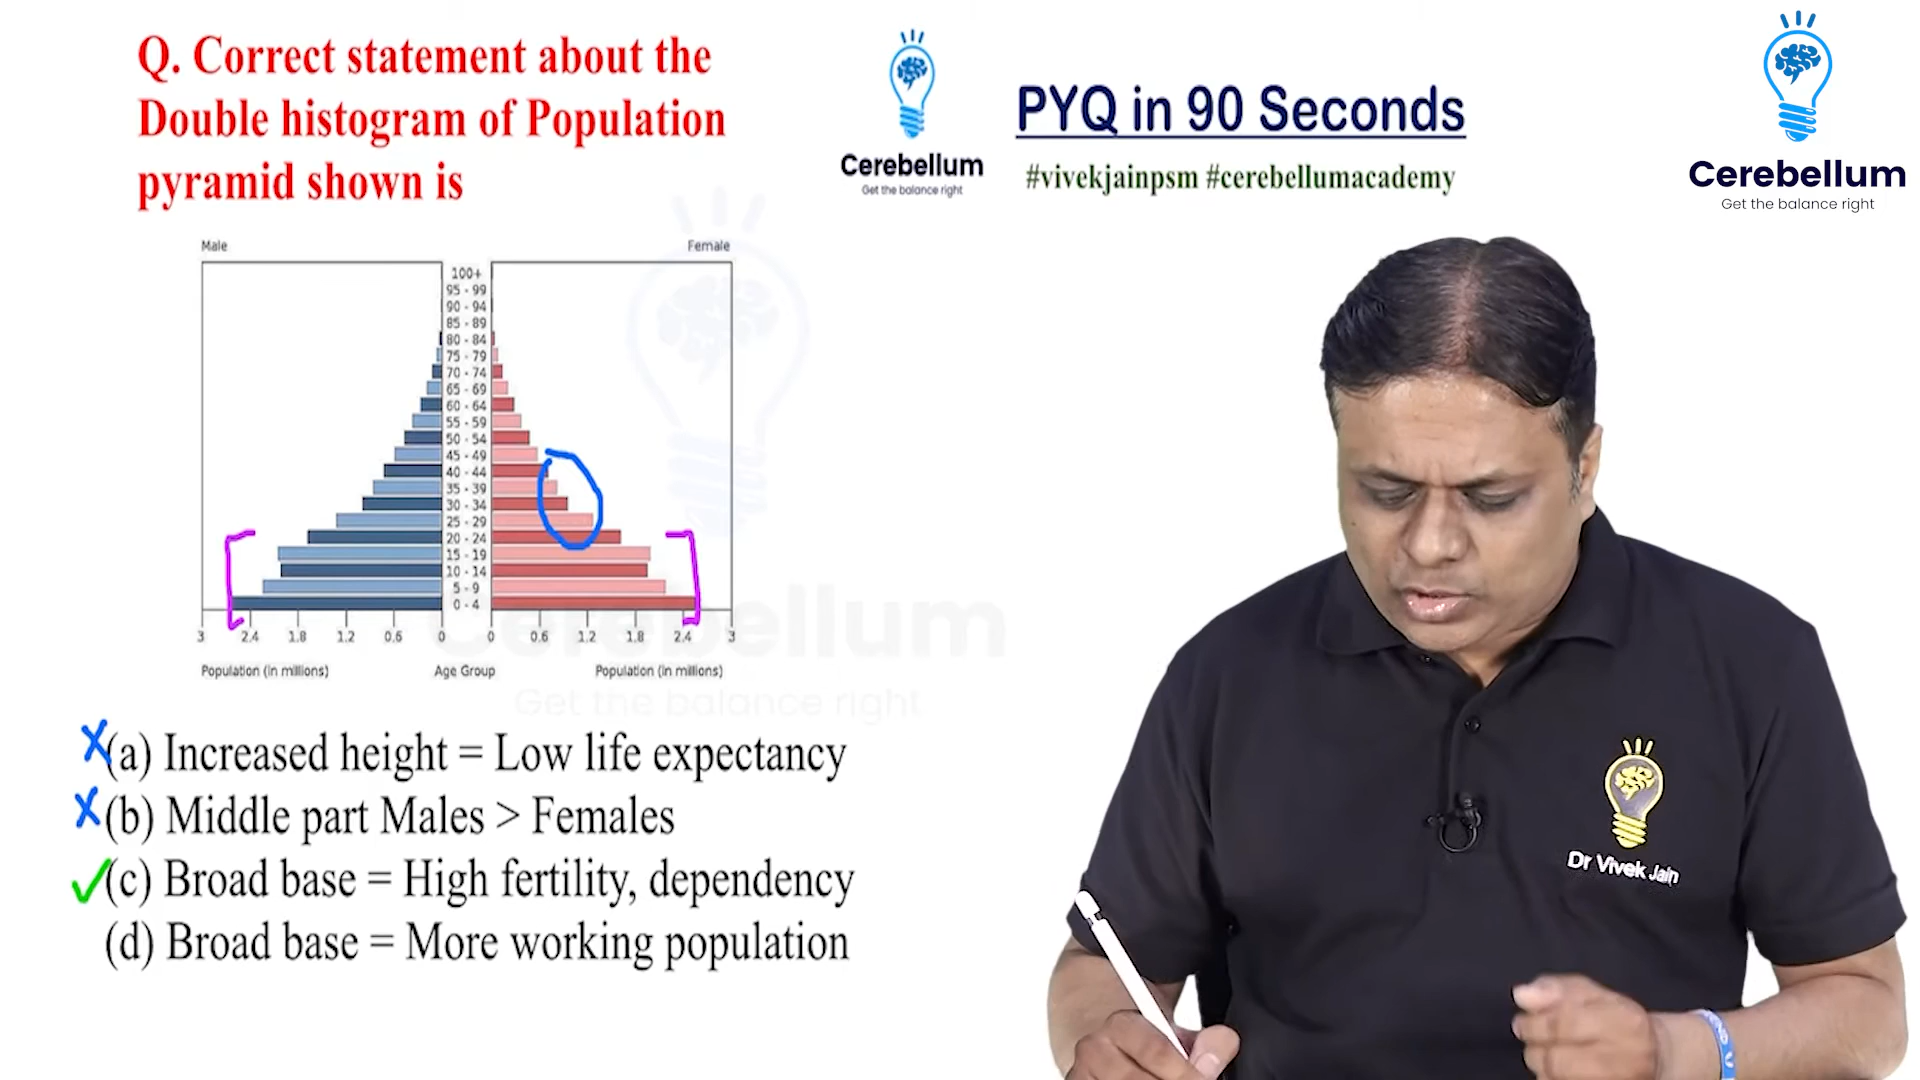 Q. Correct statement about the
Double histogram of Population
pyramid shown is
Cerebellum
Get the balance right
PYQ in 90 Seconds
#vivekjainpsm #cerebellumacademy
Cerebellum
Get the balance right
Male Female
100+
95 - 99
90 - 94
85 - 89
80 - 84
75 - 79
70 - 74
65 - 69
60 - 64
55 - 59
50 - 54
45 - 49
40 - 44
35 - 39
30 - 34
25 - 29
20 - 24
15 - 19
10 - 14
5 - 9
0 - 4
3 2.4 1.8 1.2 0.6 0 0 0.6 1.2 1.8 2.4 3
Population (in millions) Age Group Population (in millions)
Cerebellum
Get the balance right
(a) Increased height = Low life expectancy
(b) Middle part Males > Females
(c) Broad base = High fertility, dependency
(d) Broad base = More working population
Dr Vivek Jain